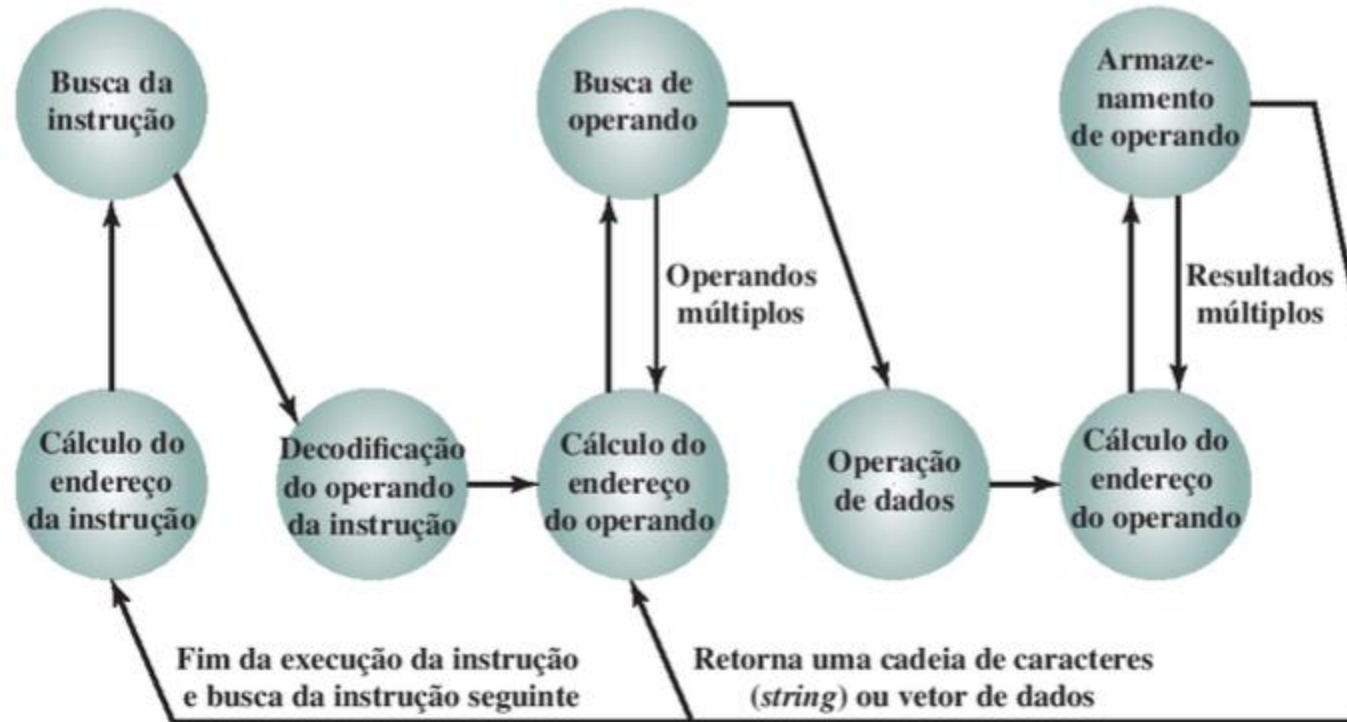 Busca da
instrução
Busca de
operando
Armaze-
namento
de operando
Operandos
múltiplos
Resultados
múltiplos
Cálculo do
endereço
da instrução
Decodificação
do operando
da instrução
Cálculo do
endereço
do operando
Operação
de dados
Cálculo do
endereço
do operando
Fim da execução da instrução
e busca da instrução seguinte
Retorna uma cadeia de caracteres
(string) ou vetor de dados